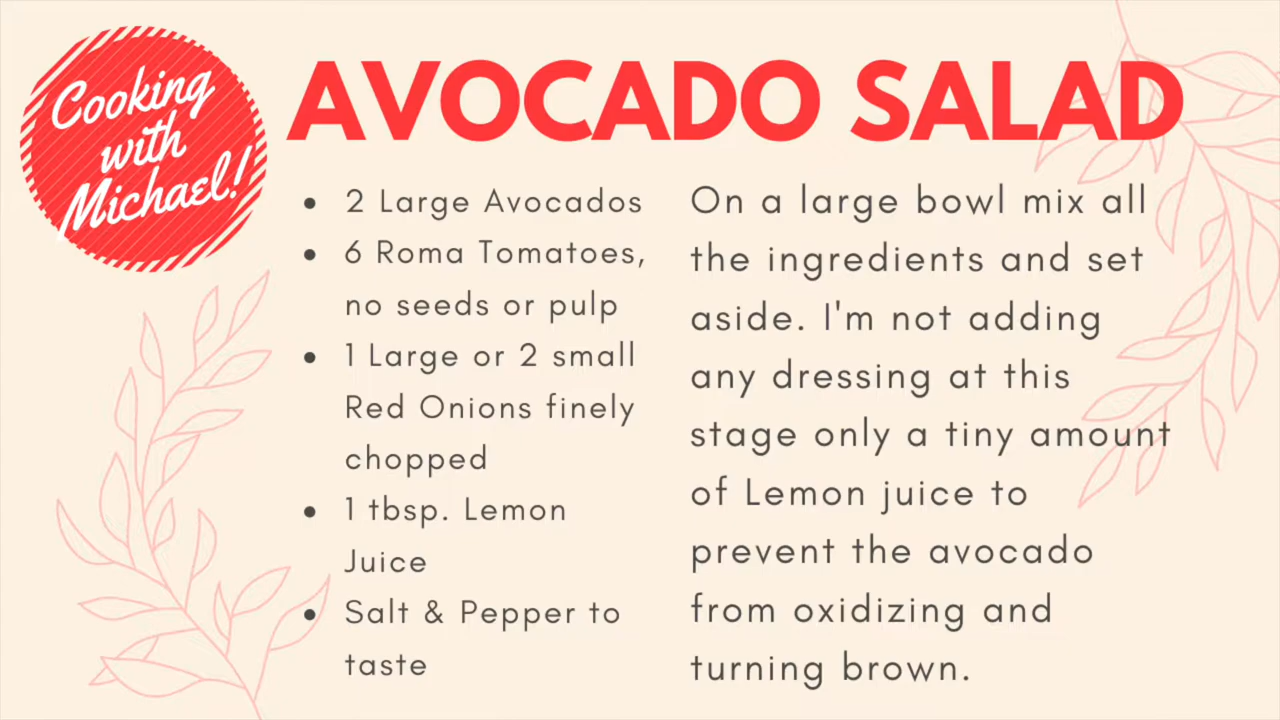 Cooking
with
Michael!
AVOCADO SALAD
• 2 Large Avocados
• 6 Roma Tomatoes,
no seeds or pulp
• 1 Large or 2 small
Red Onions finely
chopped
• 1 tbsp. Lemon
Juice
• Salt & Pepper to
taste
On a large bowl mix all
the ingredients and set
aside. I'm not adding
any dressing at this
stage only a tiny amount
of Lemon juice to
prevent the avocado
from oxidizing and
turning brown.